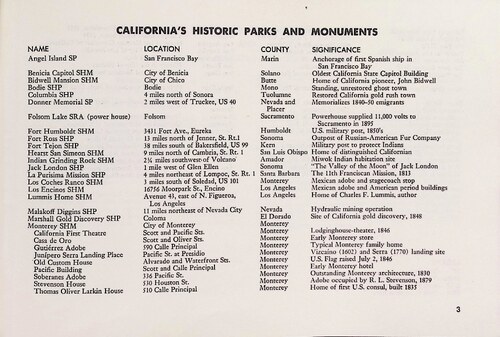 CALIFORNIA'S HISTORIC PARKS AND MONUMENTS
NAME LOCATION COUNTY SIGNIFICANCE
Angel Island SP San Francisco Bay Marin Anchorage of first Spanish ship in
San Francisco Bay
Benicia Capitol SHM City of Benicia Solano Oldest California State Capitol Building
Bidwell Mansion SHM City of Chico Butte Home of California pioneer, John Bidwell
Bodie SHP Bodie Mono Standing, unrestored ghost town
Columbia SHP 4 miles north of Sonora Tuolumne Restored California gold rush town
Donner Memorial SP 2 miles west of Truckee, US 40 Nevada and Memorializes 1840-50 emigrants
Placer
Folsom Lake SRA (power house) Folsom Sacramento Powerhouse supplied 11,000 volts to
Sacramento in 1895
Fort Humboldt SHM 3431 Fort Ave., Eureka Humboldt U.S. military post, 1850's
Fort Ross SHP 13 miles north of Jenner, St. Rt.1 Sonoma Outpost of Russian-American Fur Company
Fort Tejon SHP 38 miles south of Bakersfield, US 99 Kern Military post to protect Indians
Hearst San Simeon SHM 9 miles north of Cambria, St. Rt. 1 San Luis Obispo Home of distinguished Californian
Indian Grinding Rock SHM 2½ miles southwest of Volcano Amador Miwok Indian habitation site
Jack London SHP 1 mile west of Glen Ellen Sonoma "The Valley of the Moon" of Jack London
La Purisima Mission SHP 4 miles northeast of Lompoc, St. Rt. 1 Santa Barbara The 11th Franciscan Mission, 1813
Los Coches Ranco SHM 3 miles south of Soledad, US 101 Monterey Mexican adobe and stagecoach stop
Los Encinos SHM 16756 Moorpark St., Encino Los Angeles Mexican adobe and American period buildings
Lummis Home SHM Avenue 43, east of N. Figueroa, Los Angeles Home of Charles F. Lummis, author
Los Angeles
Malakoff Diggins SHP 11 miles northeast of Nevada City Nevada Hydraulic mining operation
Marshall Gold Discovery SHP Coloma El Dorado Site of California gold discovery, 1848
Monterey SHM City of Monterey Monterey
California Fine Theatre Scott and Pacific Sts. Monterey Lodginghouse-theater, 1846
Casa de Oro Scott and Oliver Sts. Monterey Early Monterey store
Gutiérrez Adobe 590 Calle Principal Monterey Typical Monterey family home
Junípero Serra Landing Place Pacific St. at Presidio Monterey Vizcaíno (1602) and Serra (1770) landing site
Old Custom House Alvarado and Waterfront Sts. Monterey U.S. Flag raised July 2, 1846
Pacific Building Scott and Calle Principal Monterey Early Monterey hotel
Soberanes Adobe 336 Pacific St. Monterey Outstanding Monterey architecture, 1830
Stevenson House 530 Houston St. Monterey Adobe occupied by R. L. Stevenson, 1879
Thomas Oliver Larkin House 510 Calle Principal Monterey Home of first U.S. consul, built 1835
3